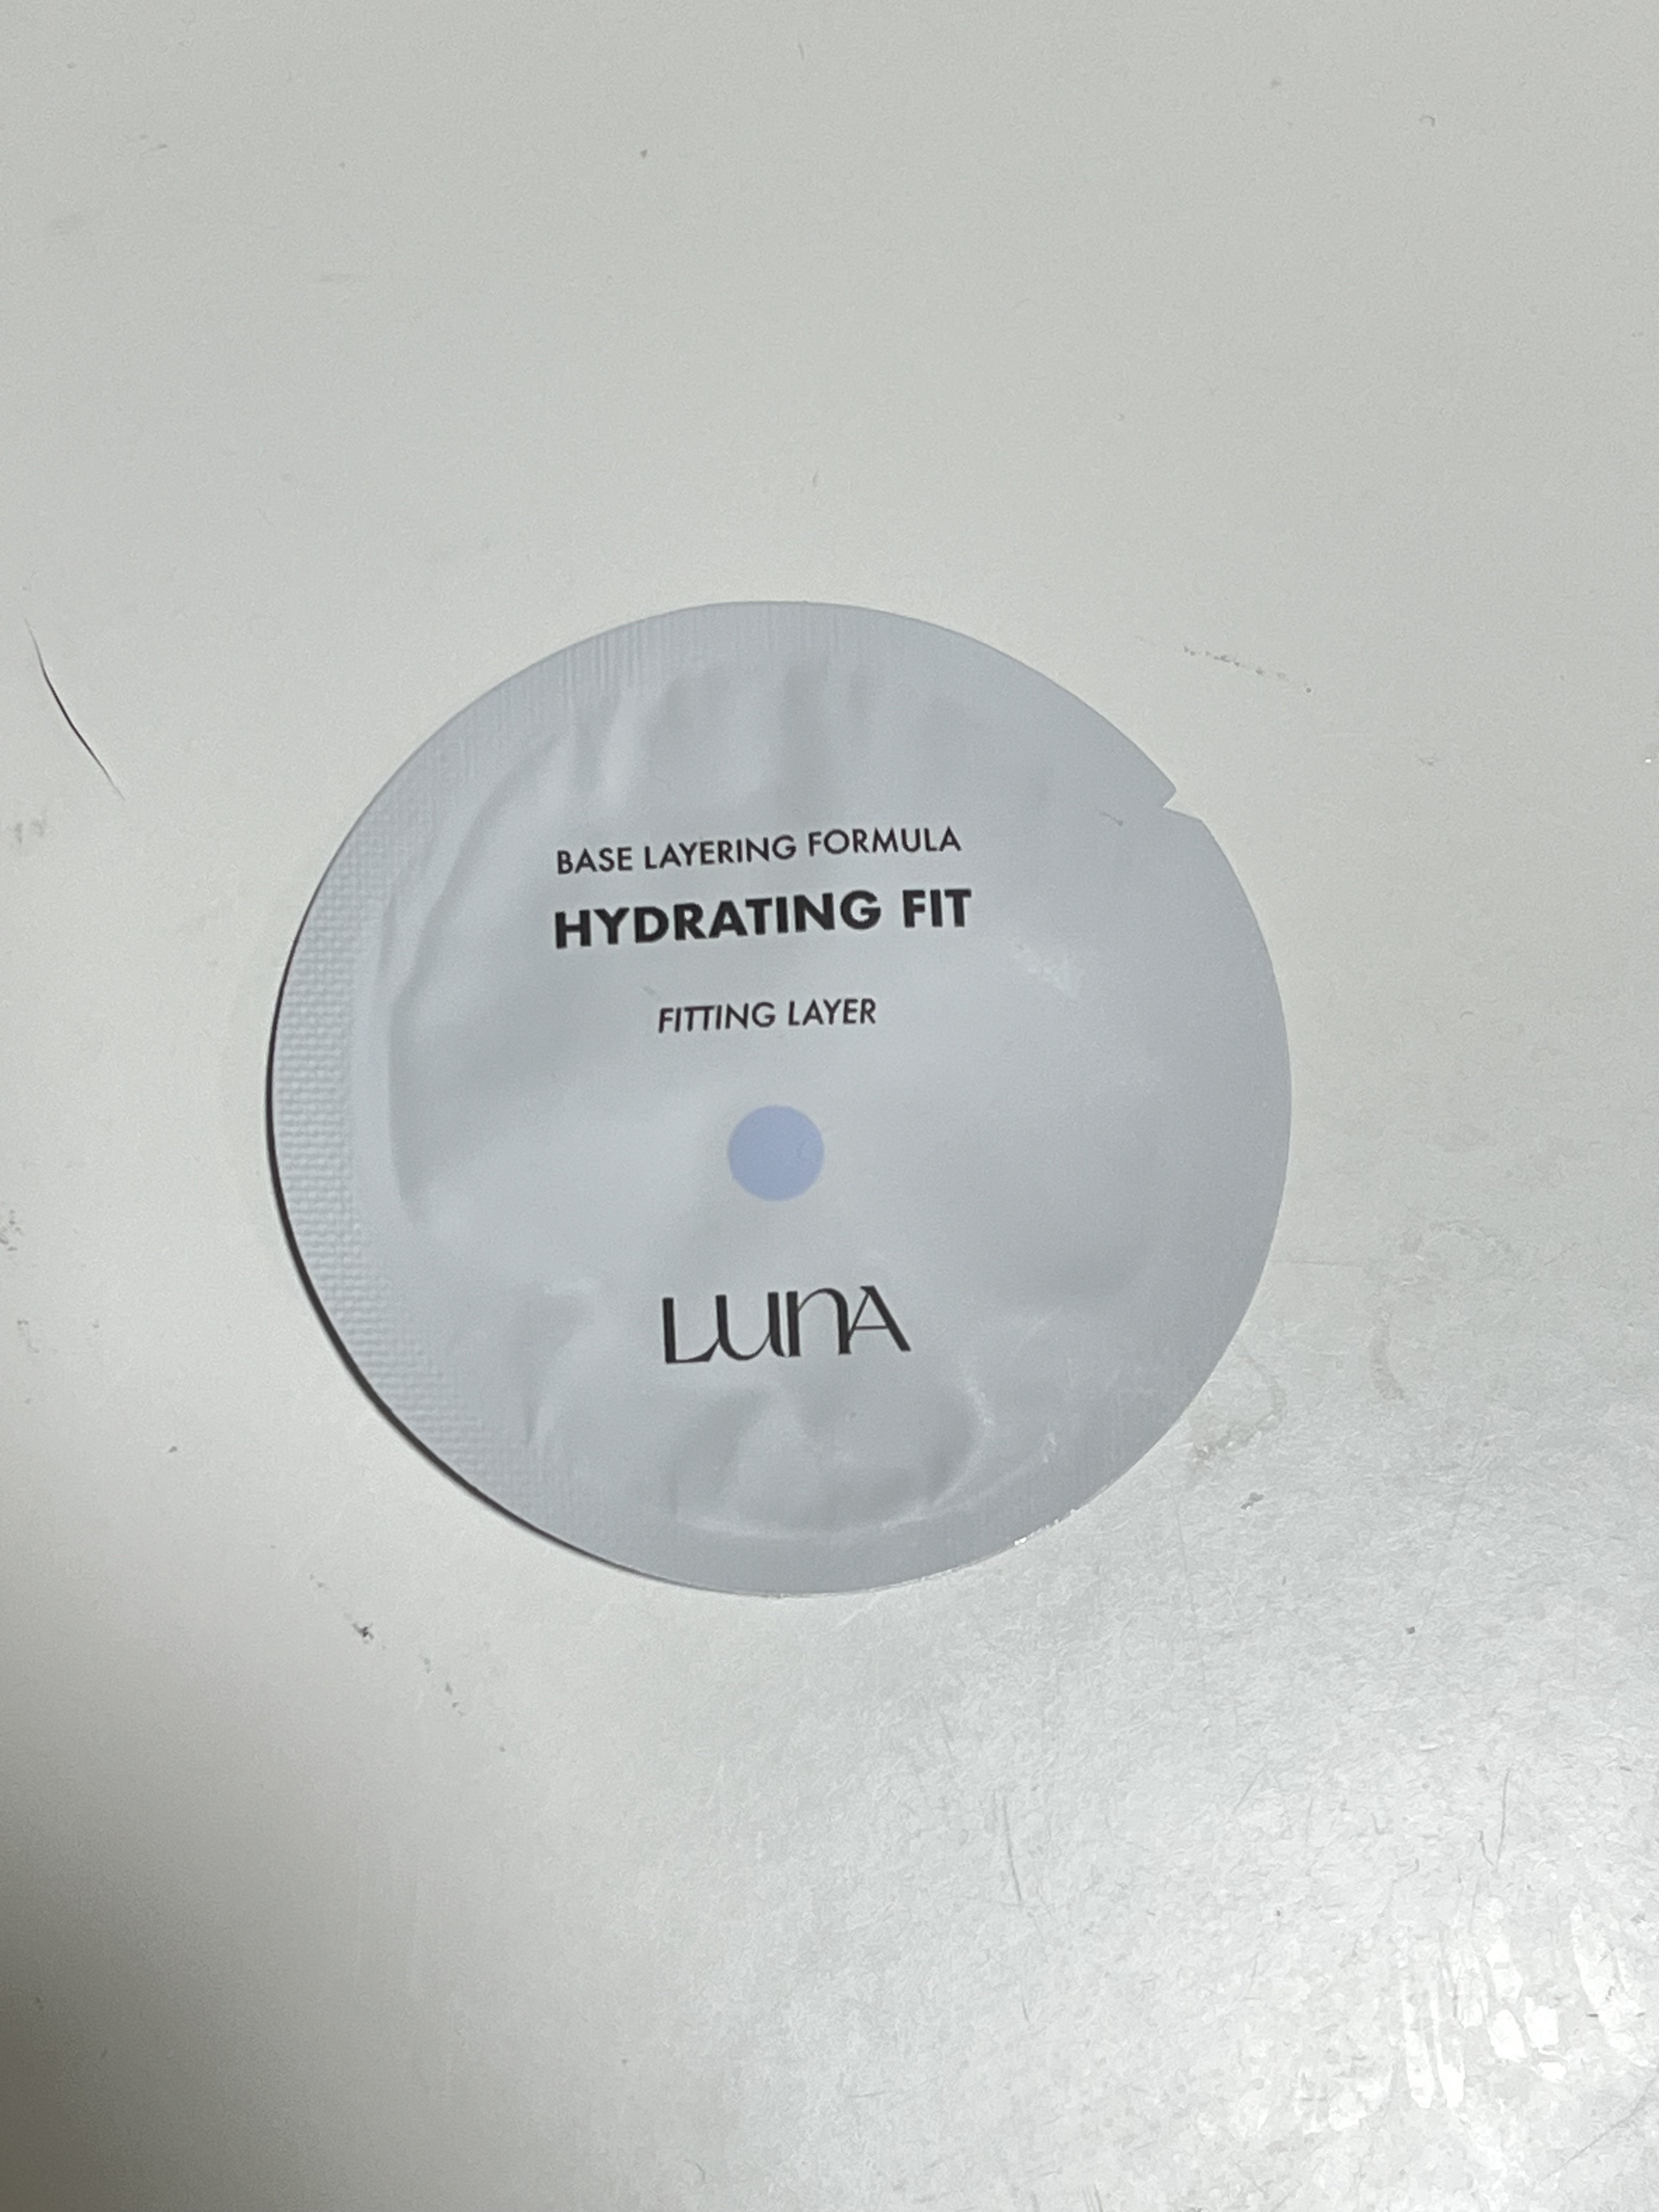 BASE LAYERING FORMULA
HYDRATING FIT
FITTING LAYER
LUNA